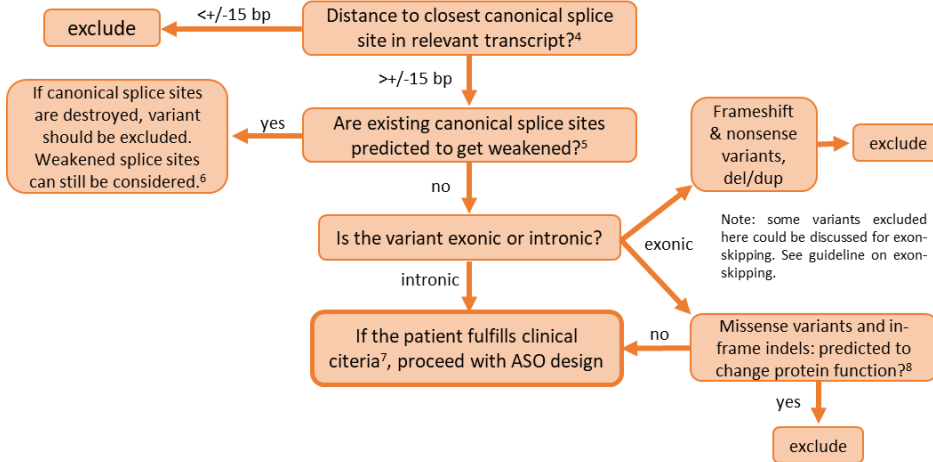 <+/-15 bp
exclude
Distance to closest canonical splice
site in relevant transcript?⁴
>+/-15 bp
If
canonical splice sites
are destroyed, variant
should be excluded.
Weakened splice sites
can still be considered.⁶
yes
Are existing canonical splice sites
predicted to get weakened?⁵
no
Frameshift
& nonsense
variants,
del/dup
exclude
Is the variant exonic or intronic?
exonic
Note: some variants excluded
here could be discussed for exon-
skipping. See guideline on exon-
skipping.
intronic
If the patient fulfills clinical
citeria⁷, proceed with ASO design
no
Missense variants and in-
frame indels: predicted to
change protein function?⁸
yes
exclude